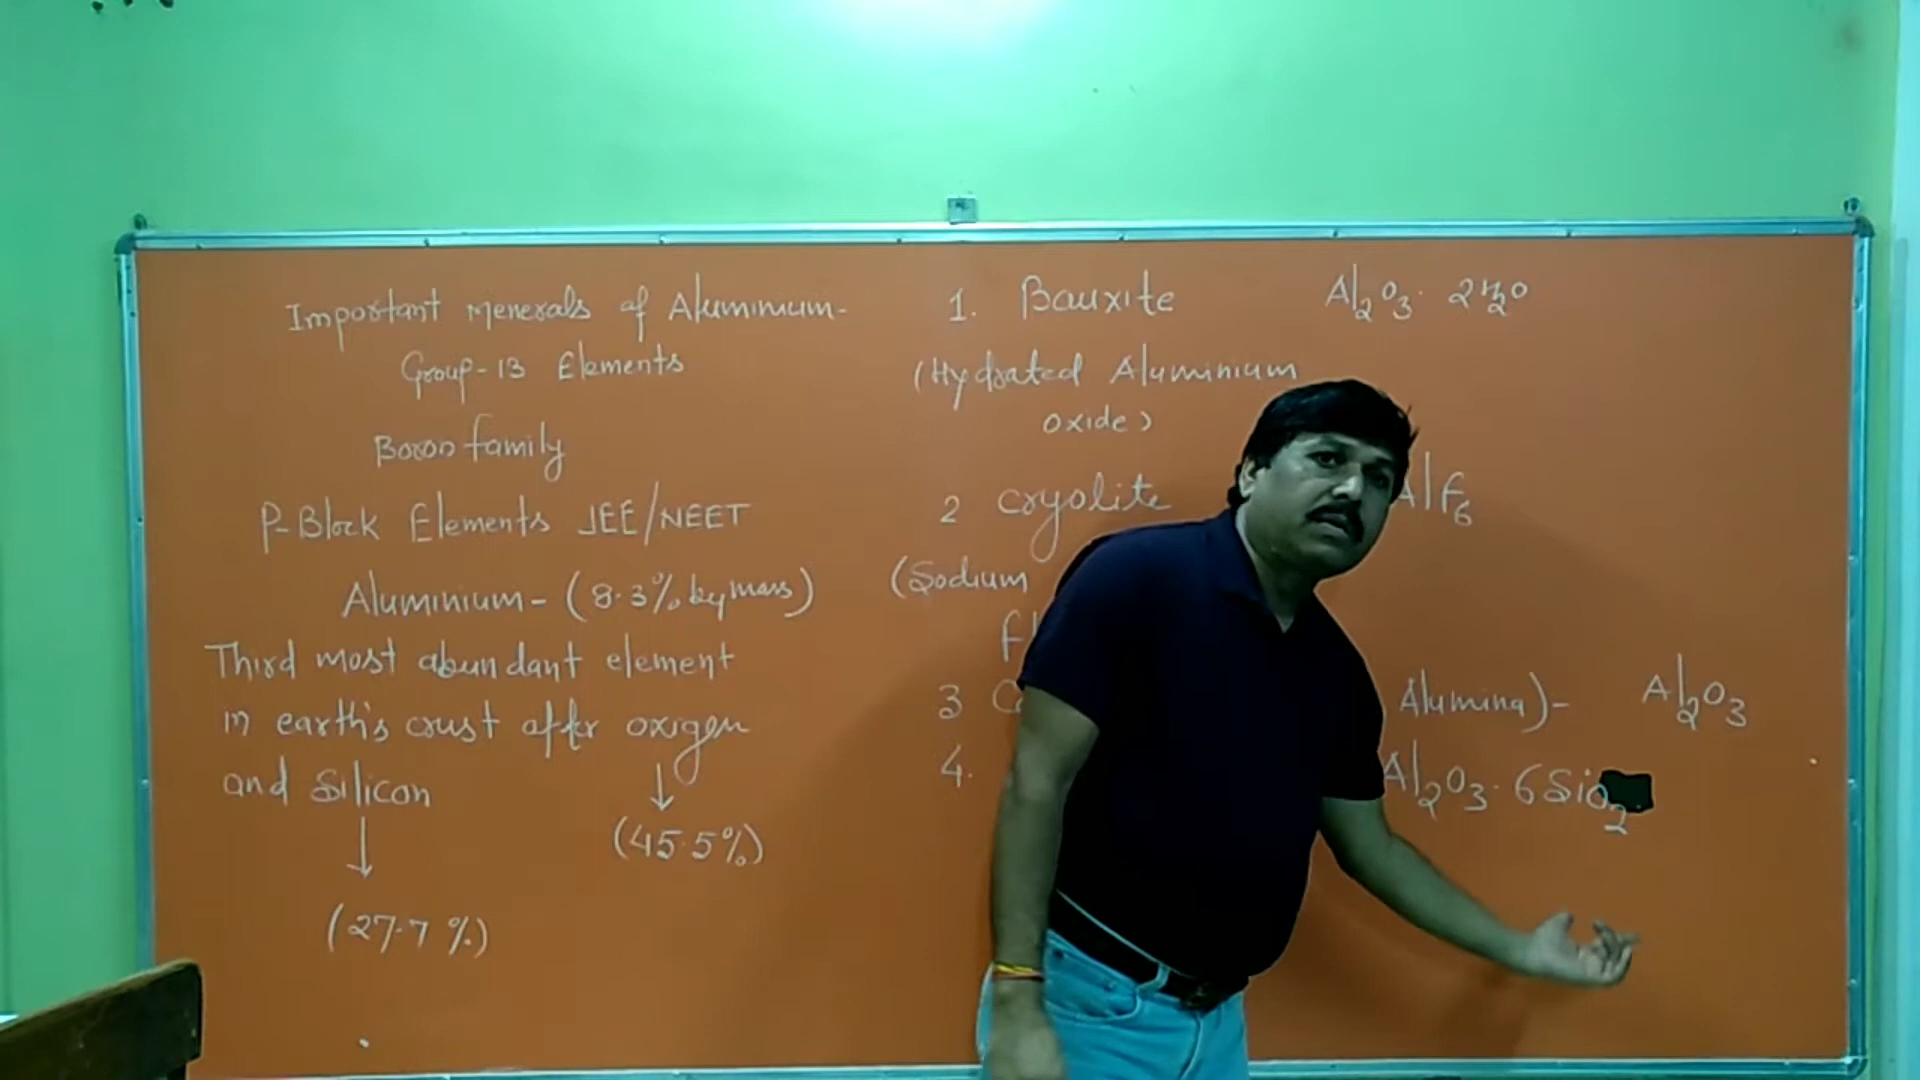 Important Menerals of Aluminium-
Group-13 Elements
Boron family
P-Block Elements JEE/NEET
Aluminium- (8.3% by mass)
Third most abundant element
in earth's crust after oxigen
and Silicon
(45.5%)
(27.7%)
1. Bauxite Al₂O₃. 2H₂O
(Hydrated Aluminium
oxide)
2 cryolite AlF₆
(Sodium
3 Alumina)- Al₂O₃
4. Al₂O₃. 6SiO₂